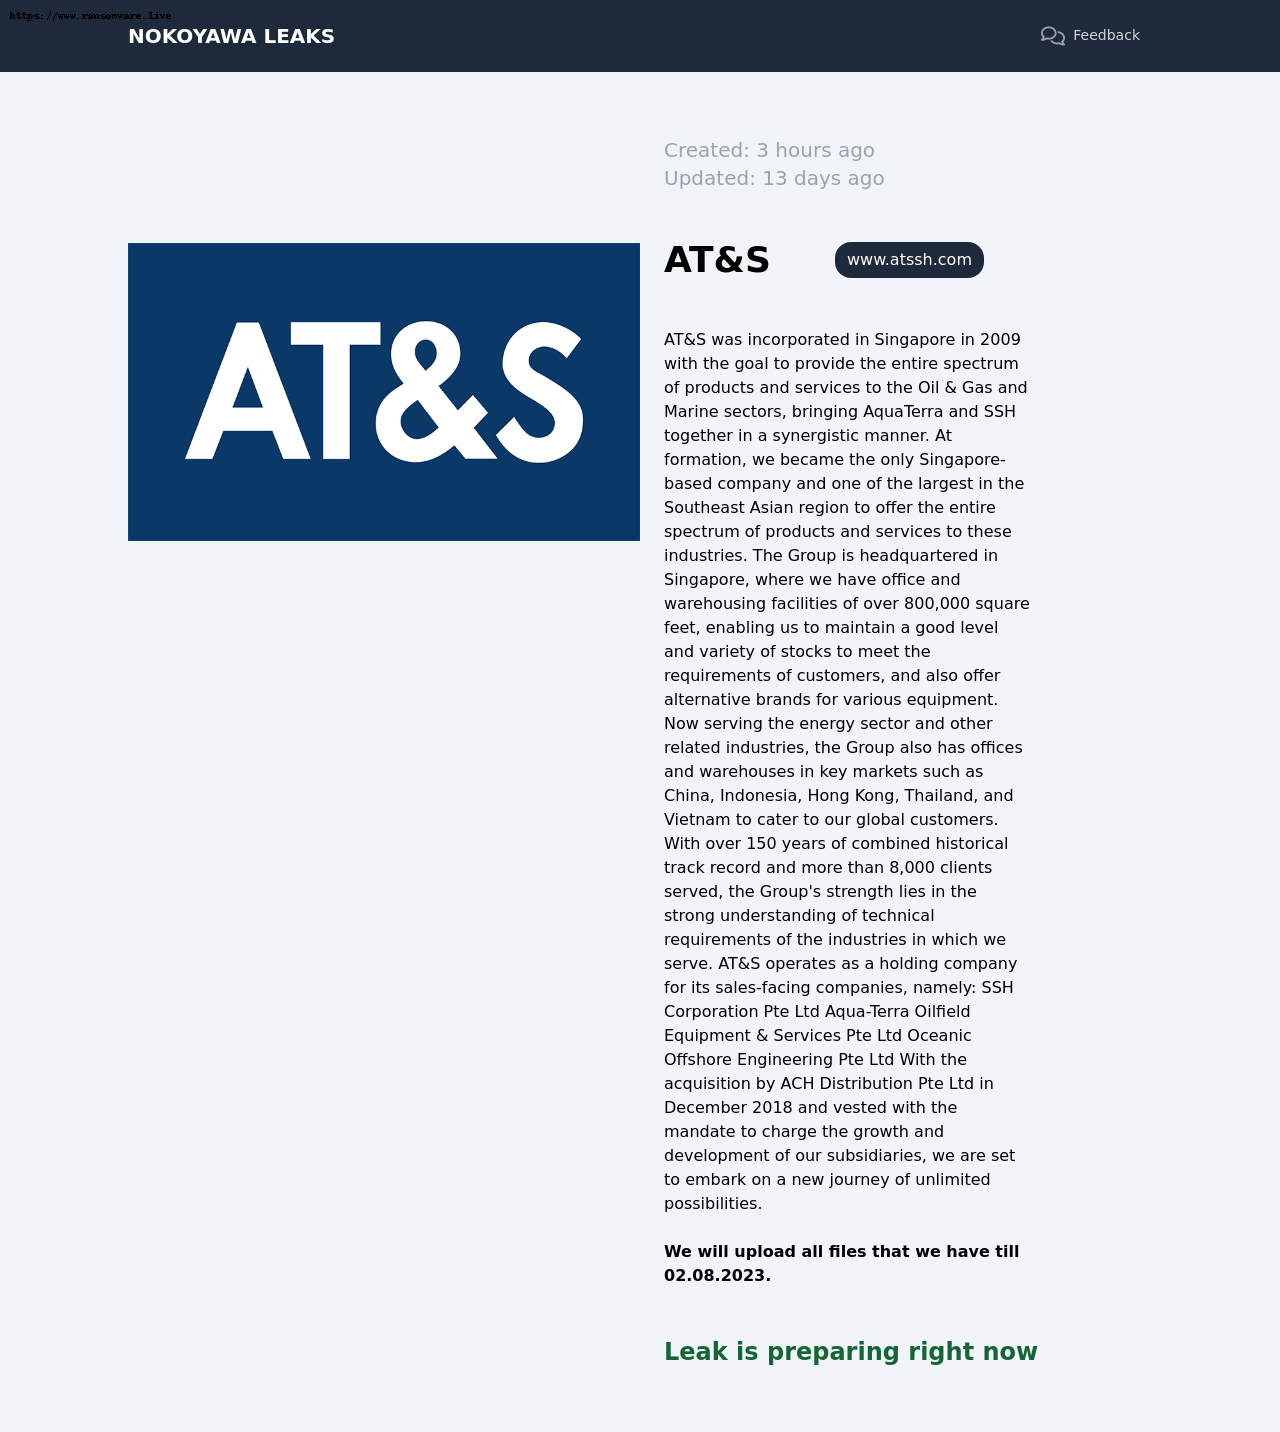 https://www.ransomware.live
NOKOYAWA LEAKS
Feedback
Created: 3 hours ago
Updated: 13 days ago
AT&S
AT&S
www.atssh.com
AT&S was incorporated in Singapore in 2009
with the goal to provide the entire spectrum
of products and services to the Oil & Gas and
Marine sectors, bringing AquaTerra and SSH
together in a synergistic manner. At
formation, we became the only Singapore-
based company and one of the largest in the
Southeast Asian region to offer the entire
spectrum of products and services to these
industries. The Group is headquartered in
Singapore, where we have office and
warehousing facilities of over 800,000 square
feet, enabling us to maintain a good level
and variety of stocks to meet the
requirements of customers, and also offer
alternative brands for various equipment.
Now serving the energy sector and other
related industries, the Group also has offices
and warehouses in key markets such as
China, Indonesia, Hong Kong, Thailand, and
Vietnam to cater to our global customers.
With over 150 years of combined historical
track record and more than 8,000 clients
served, the Group's strength lies in the
strong understanding of technical
requirements of the industries in which we
serve. AT&S operates as a holding company
for its sales-facing companies, namely: SSH
Corporation Pte Ltd Aqua-Terra Oilfield
Equipment & Services Pte Ltd Oceanic
Offshore Engineering Pte Ltd With the
acquisition by ACH Distribution Pte Ltd in
December 2018 and vested with the
mandate to charge the growth and
development of our subsidiaries, we are set
to embark on a new journey of unlimited
possibilities.
We will upload all files that we have till
02.08.2023.
Leak is preparing right now